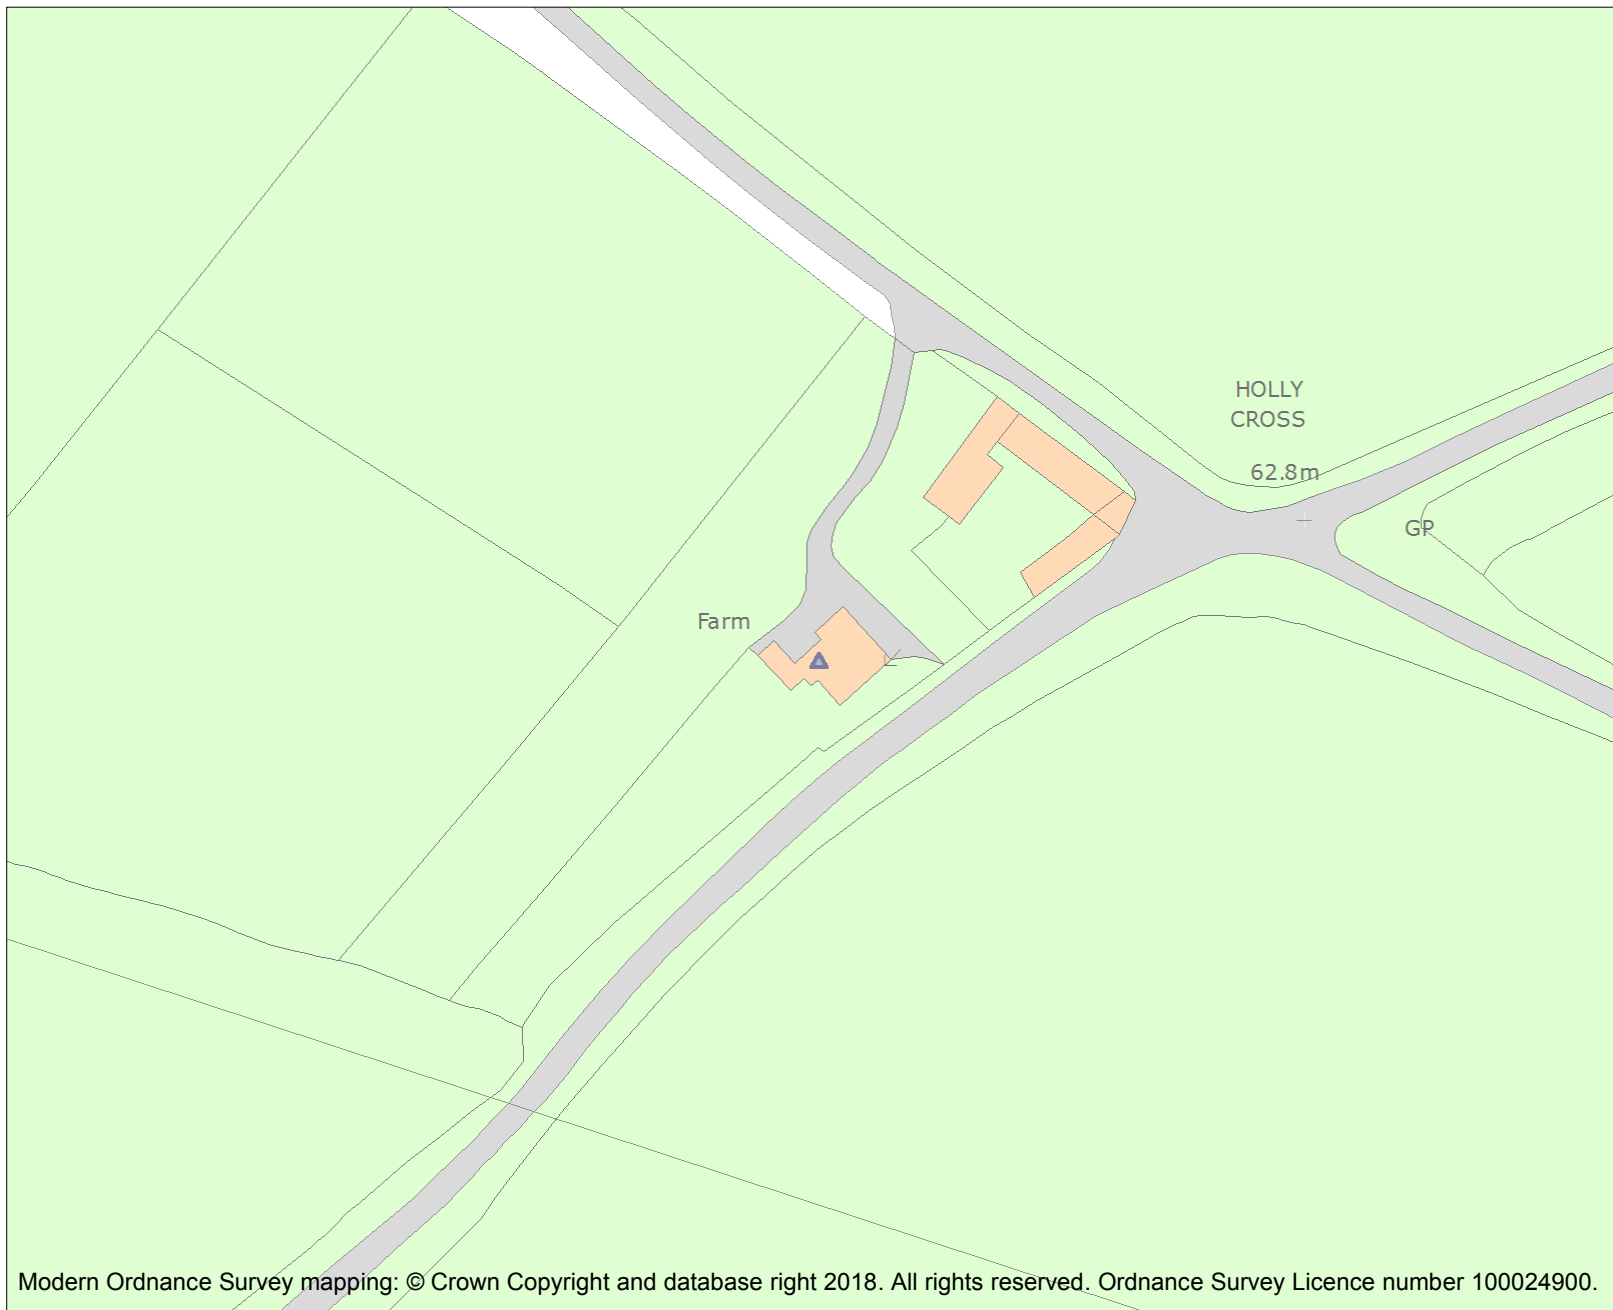 HOLLY
CROSS
62.8m
GP
Farm
Modern Ordnance Survey mapping: © Crown Copyright and database right 2018. All rights reserved. Ordnance Survey Licence number 100024900.